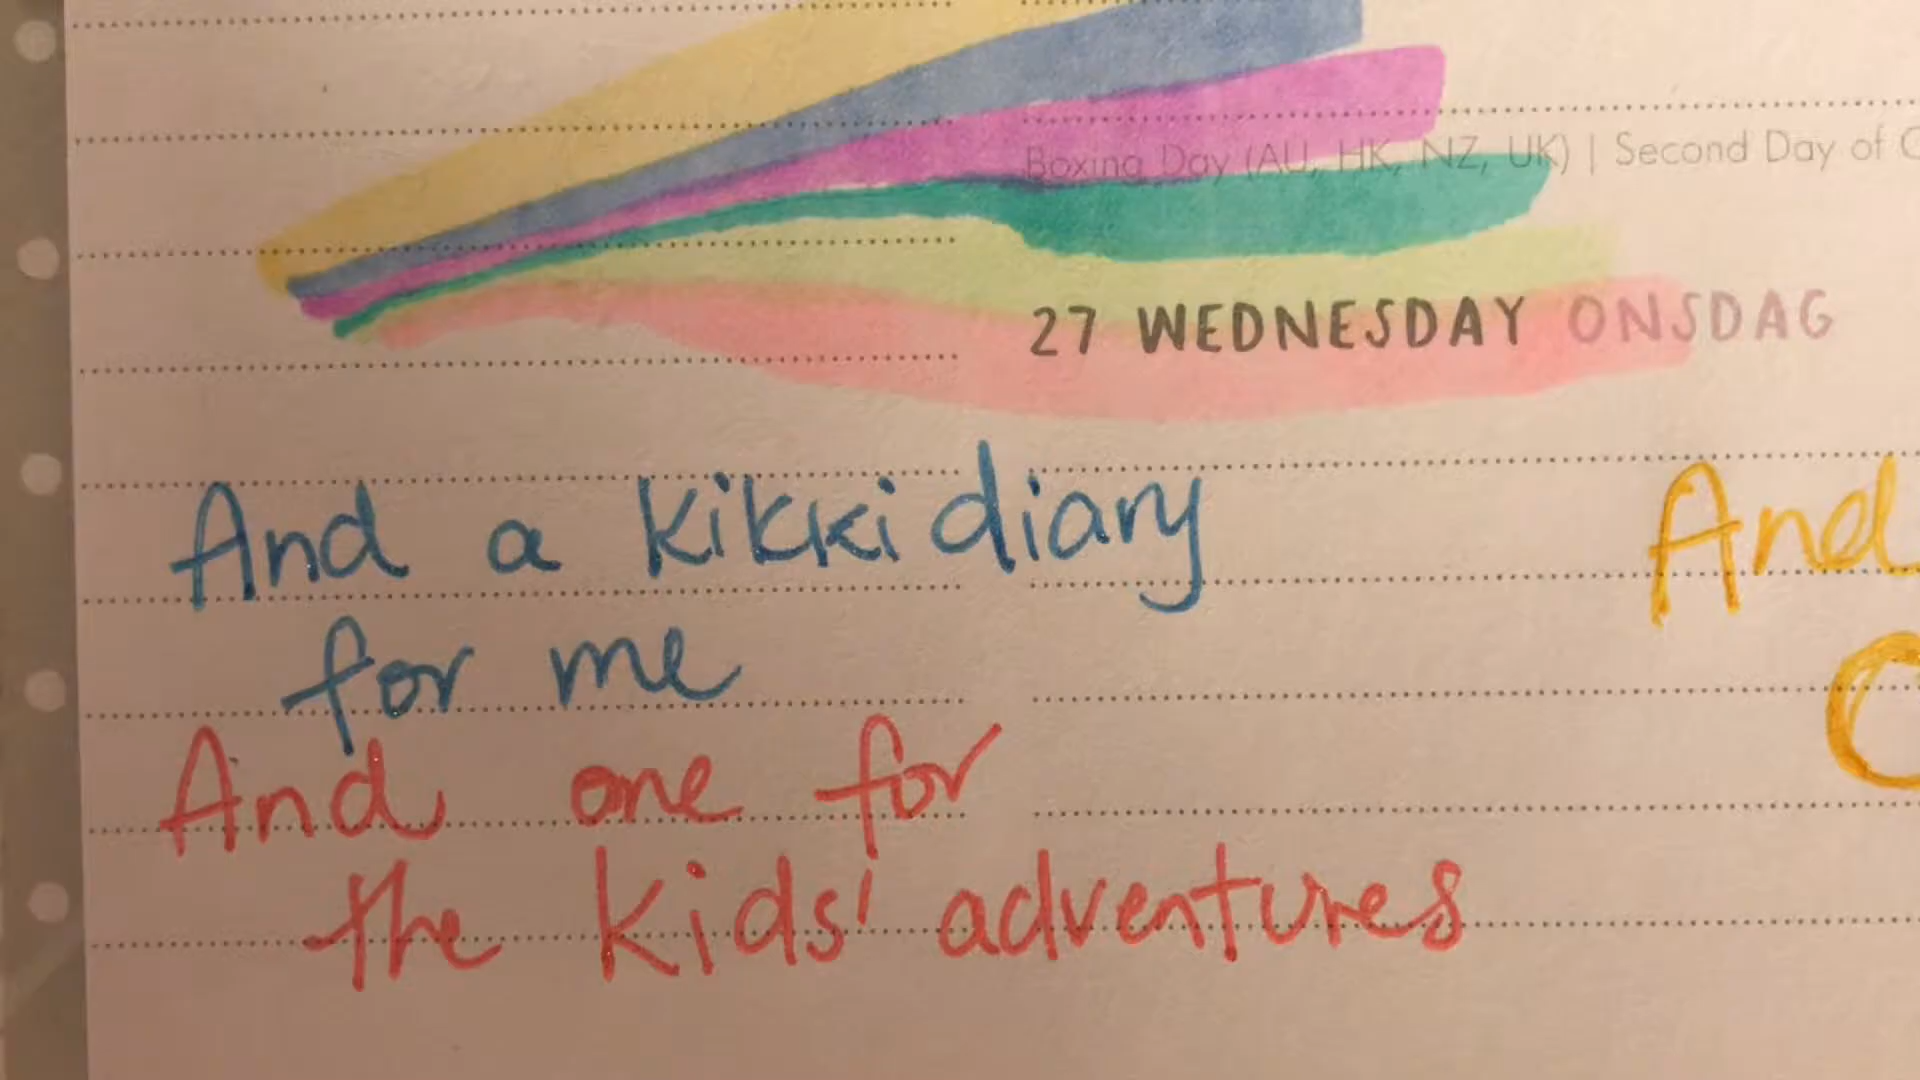 Boxing Day (AU, HK, NZ, UK) | Second Day of
27 WEDNESDAY ONSDAG
And a kikki diary
for me
And one for
the kids' adventures
And